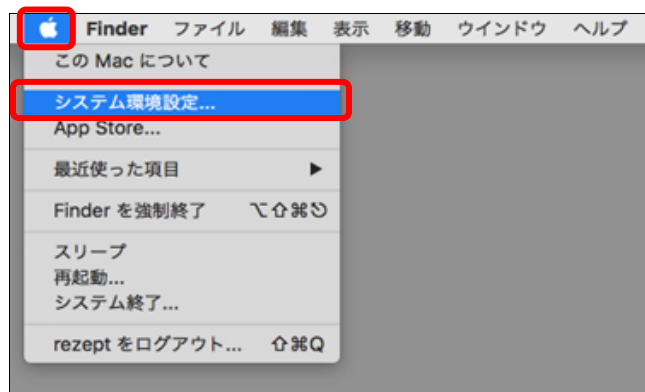 Finder ファイル 編集 表示 移動 ウインドウ ヘルプ
この Mac について
システム環境設定...
App Store...
最近使った項目 ▶
Finder を強制終了 ⌥⇧⌘⎋
スリープ
再起動...
システム終了...
rezept をログアウト... ⇧⌘Q